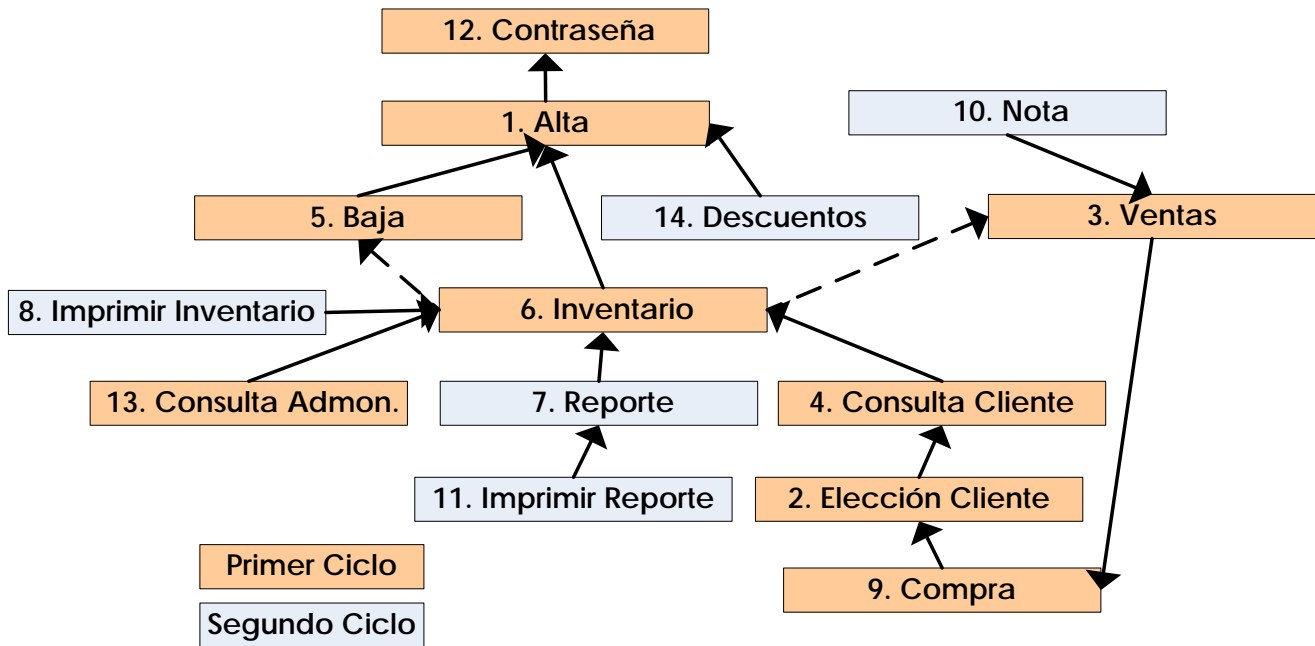 12. Contraseña
1. Alta
10. Nota
5. Baja
14. Descuentos
3. Ventas
8. Imprimir Inventario
6. Inventario
13. Consulta Admon.
7. Reporte
4. Consulta Cliente
11. Imprimir Reporte
2. Elección Cliente
Primer Ciclo
9. Compra
Segundo Ciclo